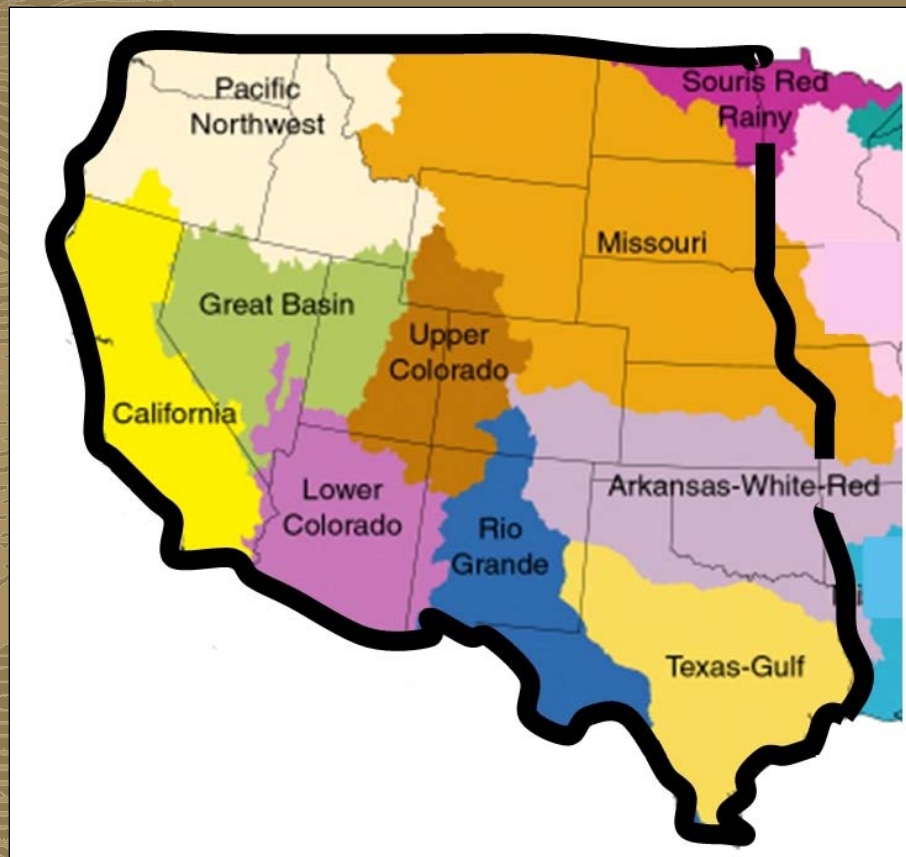 Pacific
Northwest
Souris Red
Rainy
Missouri
Great Basin
Upper
Colorado
California
Lower
Colorado
Arkansas-White-Red
Rio
Grande
Texas-Gulf